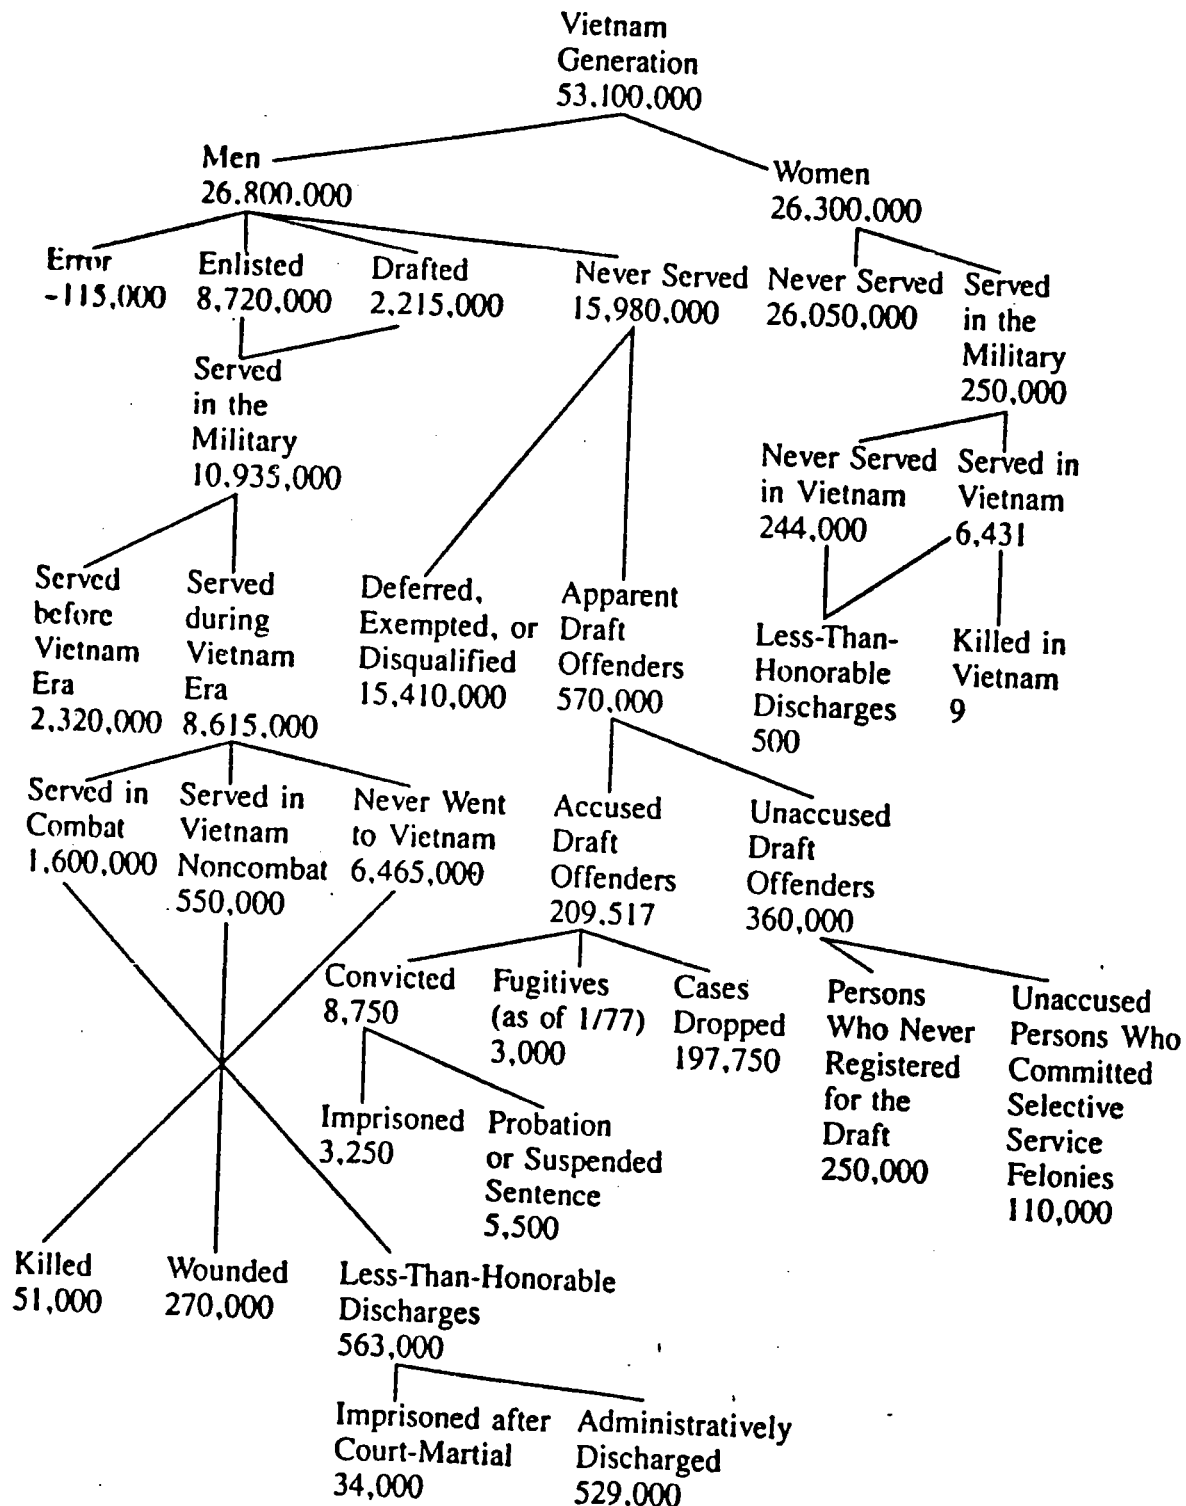 Vietnam
Generation
53.100.000
Men
26.800.000
Women
26.300.000
Error
-115,000
Enlisted
8,720,000
Drafted
2,215,000
Never Served
15,980,000
Never Served
26,050,000
Served
in the
Military
250,000
Served
in the
Military
10,935,000
Never Served
in Vietnam
244,000
Served in
Vietnam
6,431
Served
before
Vietnam
Era
2,320,000
Served
during
Vietnam
Era
8,615,000
Deferred,
Exempted, or
Disqualified
15,410,000
Apparent
Draft
Offenders
570,000
Less-Than-
Honorable
Discharges
500
Killed in
Vietnam
9
Served in
Combat
1,600,000
Served in
Vietnam
Noncombat
550,000
Never Went
to Vietnam
6,465,000
Accused
Draft
Offenders
209.517
Unaccused
Draft
Offenders
360,000
Convicted
8,750
Fugitives
(as of 1/77)
3,000
Cases
Dropped
197,750
Persons
Who Never
Registered
for the
Draft
250,000
Unaccused
Persons Who
Committed
Selective
Service
Felonies
110,000
Imprisoned
3,250
Probation
or Suspended
Sentence
5,500
Killed
51,000
Wounded
270,000
Less-Than-Honorable
Discharges
563,000
Imprisoned after
Court-Martial
34,000
Administratively
Discharged
529,000